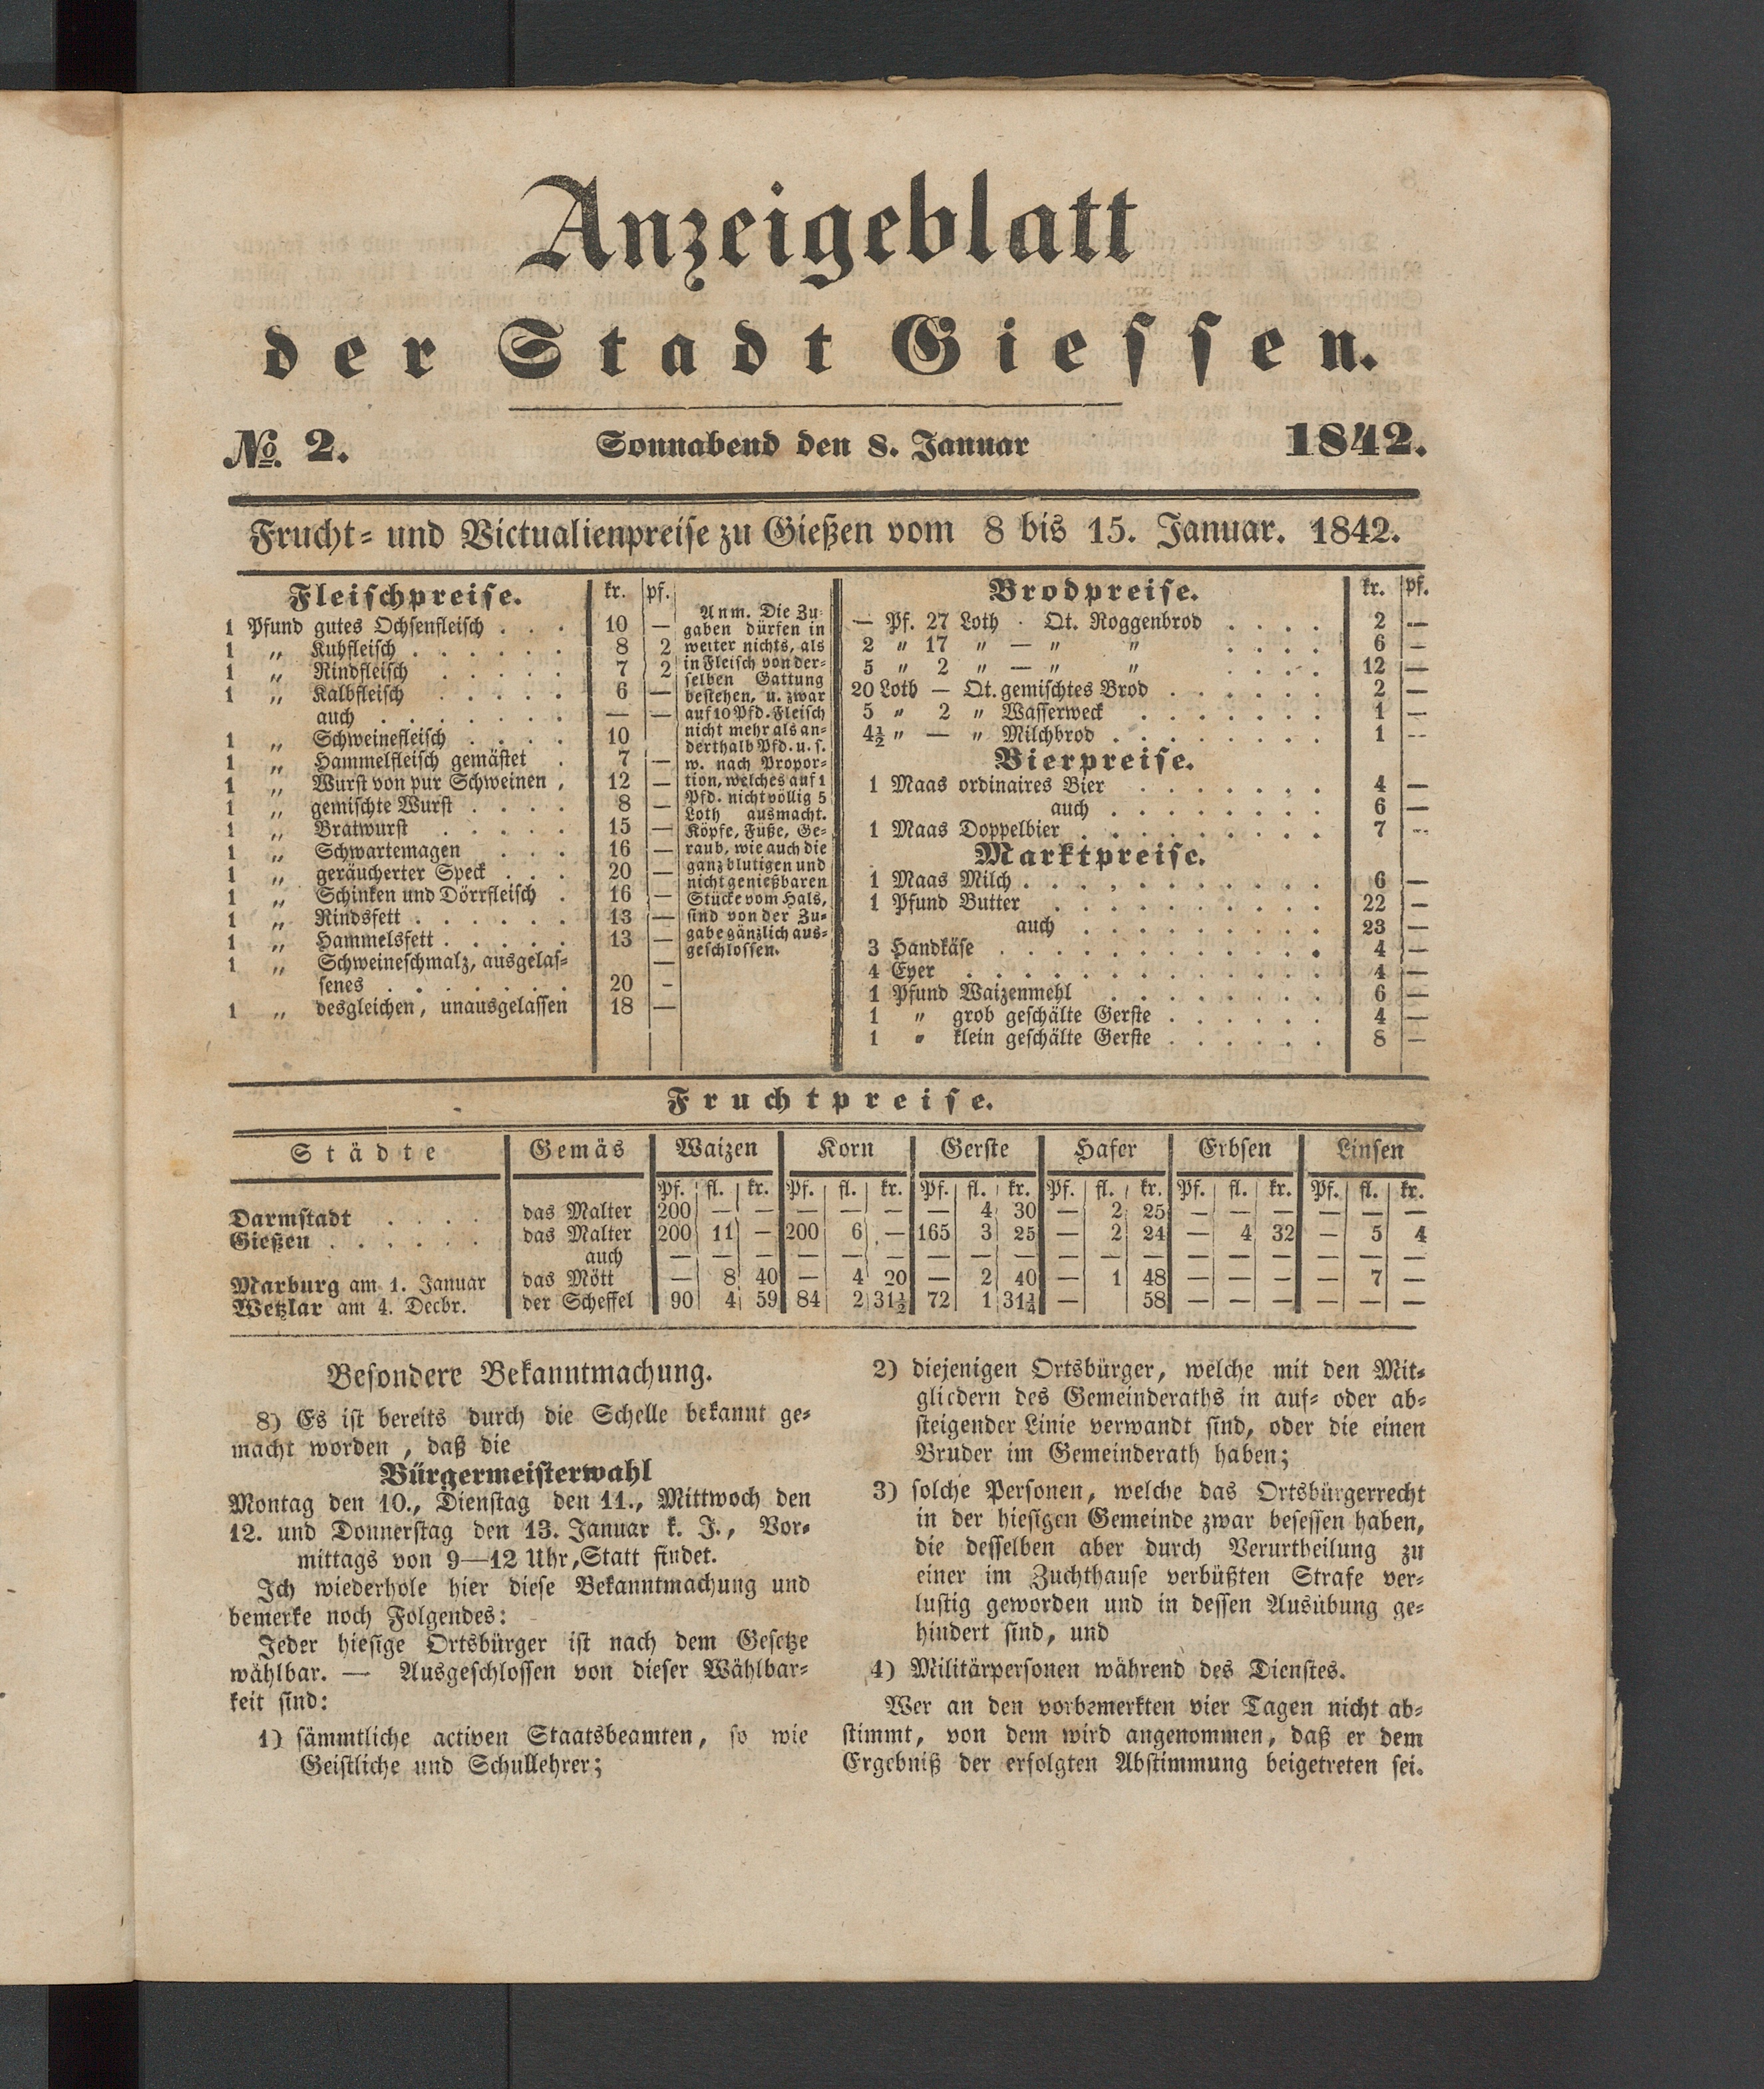 Anzeigeblatt
der Stadt Giessen.
No. 2. Sonnabend den 8. Januar 1842.
Frucht- und Victualienpreise zu Gießen vom 8 bis 15. Januar. 1842.
Fleischpreise. kr. pf.
1 Pfund gutes Ochsenfleisch . . . 10 —
1 „ Kuhfleisch . . . . . . 8 2
1 „ Rindfleisch . . . . . 7 2
1 „ Kalbfleisch . . . . . 6 —
auch . . . . . . . — —
1 „ Schweinefleisch . . . . 10
1 „ Hammelfleisch gemästet . 7 —
1 „ Wurst von pur Schweinen , 12 —
1 „ gemischte Wurst . . . . 8 —
1 „ Bratwurst . . . . . 15 —
1 „ Schwartemagen . . . 16 —
1 „ geräucherter Speck . . . 20 —
1 „ Schinken und Dörrfleisch . 16 —
1 „ Rindsfett . . . . . . 13 —
1 „ Hammelsfett . . . . . 13 —
1 „ Schweineschmalz, ausgelas- —
senes . . . . . . . 20 -
1 „ desgleichen, unausgelassen 18 —
Anm. Die Zu-
gaben dürfen in
weiter nichts, als
in Fleisch von der-
selben Gattung
bestehen, u. zwar
auf 10 Pfd. Fleisch
nicht mehr als an-
derthalb Pfd. u. s.
w. nach Propor-
tion, welches auf 1
Pfd. nicht völlig 5
Loth ausmacht.
Köpfe, Füße, Ge-
raub, wie auch die
ganz blutigen und
nicht genießbaren
Stücke vom Hals,
sind von der Zu-
gabe gänzlich aus-
geschlossen.
Brodpreise. kr. pf.
— Pf. 27 Loth · Qt. Roggenbrod . . . . 2 —
2 „ 17 „ — „ „ . . . . 6 —
5 „ 2 „ — „ „ . . . . 12 —
20 Loth — Qt. gemischtes Brod . . . . . . 2 —
5 „ 2 „ Wasserweck . . . . . . . 1 —
4½ „ — „ Milchbrod . . . . . . . . 1 --
Bierpreise.
1 Maas ordinaires Bier . . . . . . . 4 —
auch . . . . . . . . 6 —
1 Maas Doppelbier . . . . . . . . . 7 --
Marktpreise.
1 Maas Milch . . . . . . . . . . . 6 —
1 Pfund Butter . . . . . . . . . . 22 —
auch . . . . . . . . . 23 —
3 Handkäse . . . . . . . . . . . . 4 —
4 Eyer . . . . . . . . . . . . . 4 —
1 Pfund Waizenmehl . . . . . . . . 6 —
1 „ grob geschälte Gerste . . . . . . 4 —
1 „ klein geschälte Gerste . . . . . . 8 —
Fruchtpreise.
Städte Gemäs Waizen Korn Gerste Hafer Erbsen Linsen
Pf. fl. kr. Pf. fl. kr. Pf. fl. kr. Pf. fl. kr. Pf. fl. kr. Pf. fl. kr.
Darmstadt . . . . das Malter 200 — — — — — — 4 30 — 2 25 — — — — — —
Gießen . . . . . . das Malter 200 11 — 200 6 — 165 3 25 — 2 24 — 4 32 — 5 4
auch — — — — — — — — — — — — — — — — — —
Marburg am 1. Januar das Mött — 8 40 — 4 20 — 2 40 — 1 48 — — — — 7 —
Wetzlar am 4. Decbr. der Scheffel 90 4 59 84 2 31½ 72 1 31¼ — 58 — — — — — —
Besondere Bekanntmachung.
8) Es ist bereits durch die Schelle bekannt ge-
macht worden , daß die
Bürgermeisterwahl
Montag den 10., Dienstag den 11., Mittwoch den
12. und Donnerstag den 13. Januar k. J., Vor-
mittags von 9—12 Uhr, Statt findet.
Ich wiederhole hier diese Bekanntmachung und
bemerke noch Folgendes:
Jeder hiesige Ortsbürger ist nach dem Gesetze
wählbar. — Ausgeschlossen von dieser Wählbar-
keit sind:
1) sämmtliche activen Staatsbeamten, so wie
Geistliche und Schullehrer;
2) diejenigen Ortsbürger, welche mit den Mit-
gliedern des Gemeinderaths in auf- oder ab-
steigender Linie verwandt sind, oder die einen
Bruder im Gemeinderath haben;
3) solche Personen, welche das Ortsbürgerrecht
in der hiesigen Gemeinde zwar besessen haben,
die desselben aber durch Verurtheilung zu
einer im Zuchthause verbüßten Strafe ver-
lustig geworden und in dessen Ausübung ge-
hindert sind, und
4) Militärpersonen während des Dienstes.
Wer an den vorbemerkten vier Tagen nicht ab-
stimmt, von dem wird angenommen, daß er dem
Ergebniß der erfolgten Abstimmung beigetreten sei.